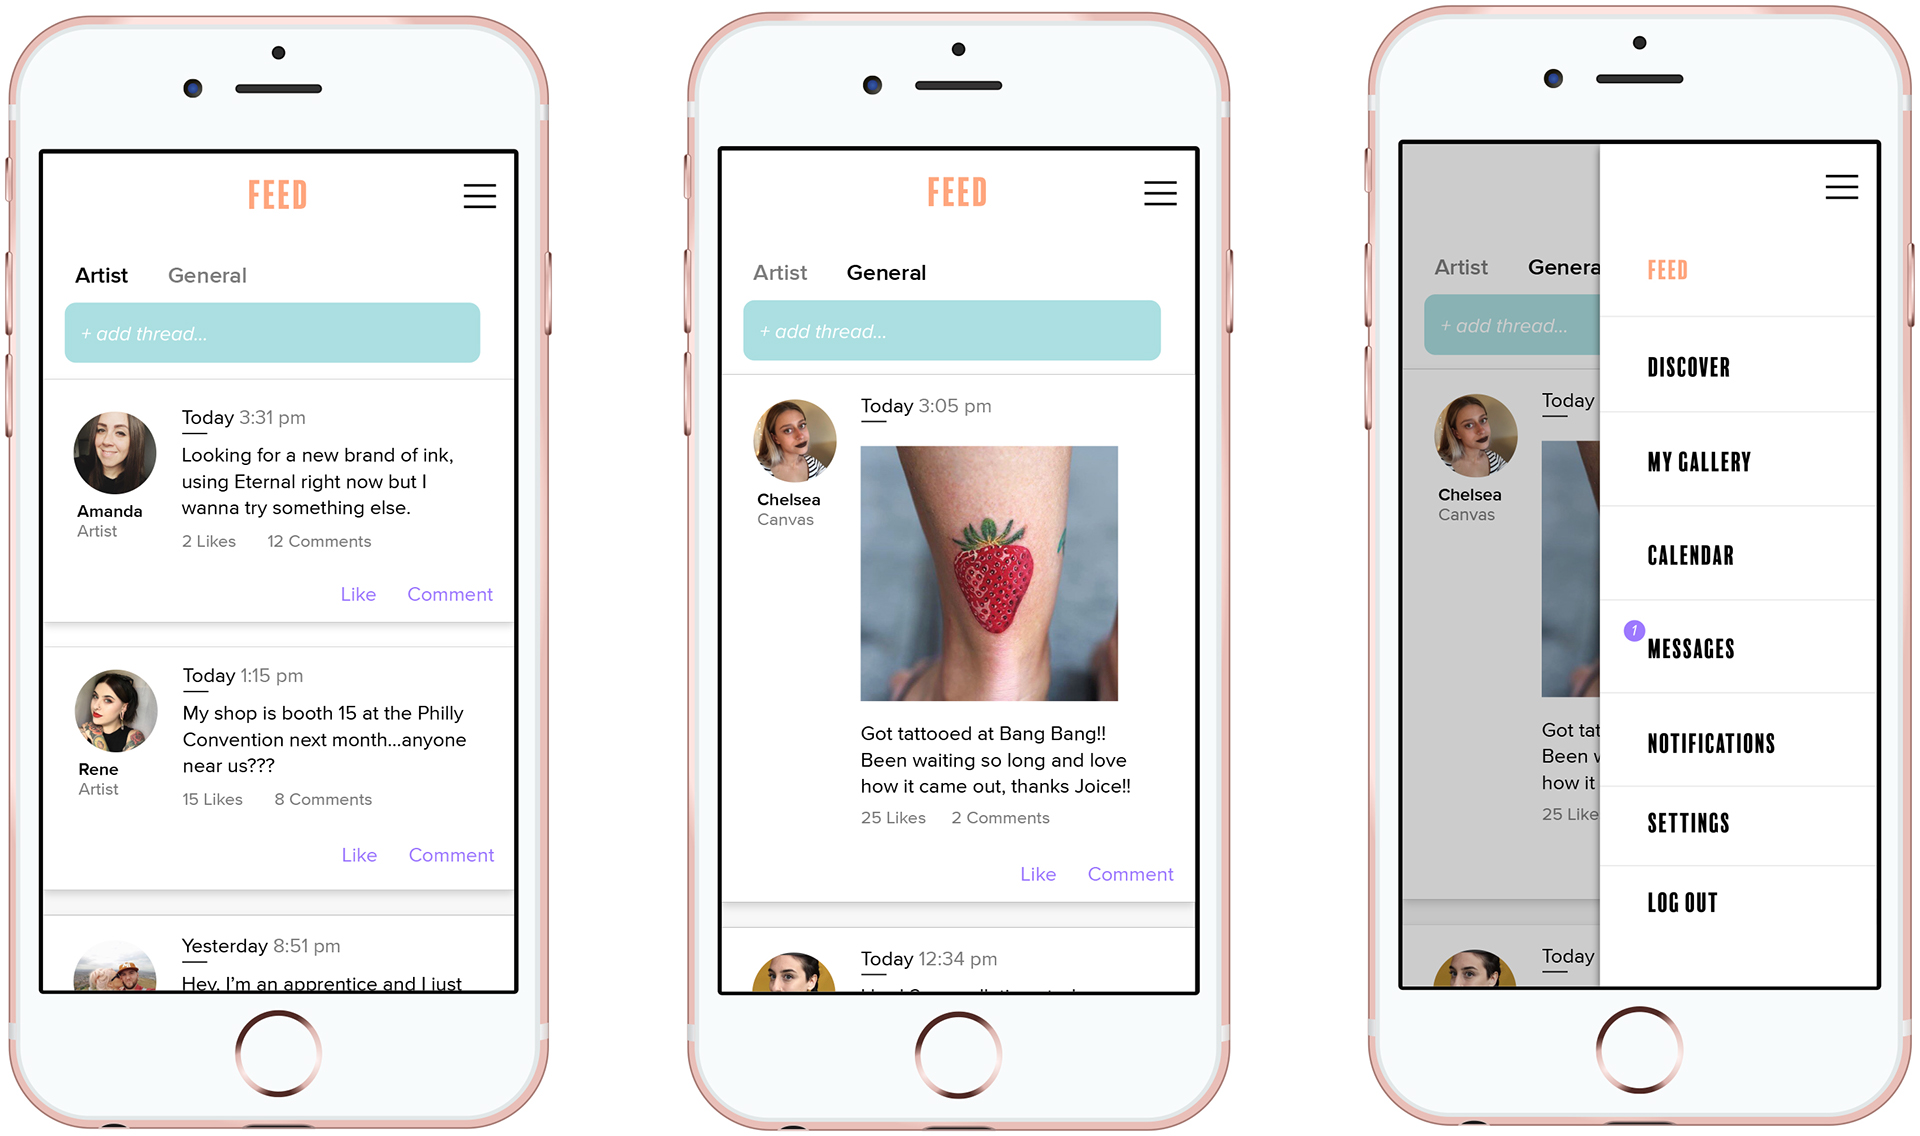 FEED
Artist General
+ add thread...
Today 3:31 pm
Looking for a new brand of ink,
using Eternal right now but I
wanna try something else.
Amanda
Artist
2 Likes 12 Comments
Like Comment
Today 1:15 pm
My shop is booth 15 at the Philly
Convention next month...anyone
near us???
Rene
Artist
15 Likes 8 Comments
Like Comment
Yesterday 8:51 pm
Hey, I'm an apprentice and I just
FEED
Artist General
+ add thread...
Today 3:05 pm
Chelsea
Canvas
Got tattooed at Bang Bang!!
Been waiting so long and love
how it came out, thanks Joice!!
25 Likes 2 Comments
Like Comment
Today 12:34 pm
Artist Genera
+ add thread...
Today
Chelsea
Canvas
Got tat
Been w
how it
25 Like
Today
FEED
DISCOVER
MY GALLERY
CALENDAR
1
MESSAGES
NOTIFICATIONS
SETTINGS
LOG OUT